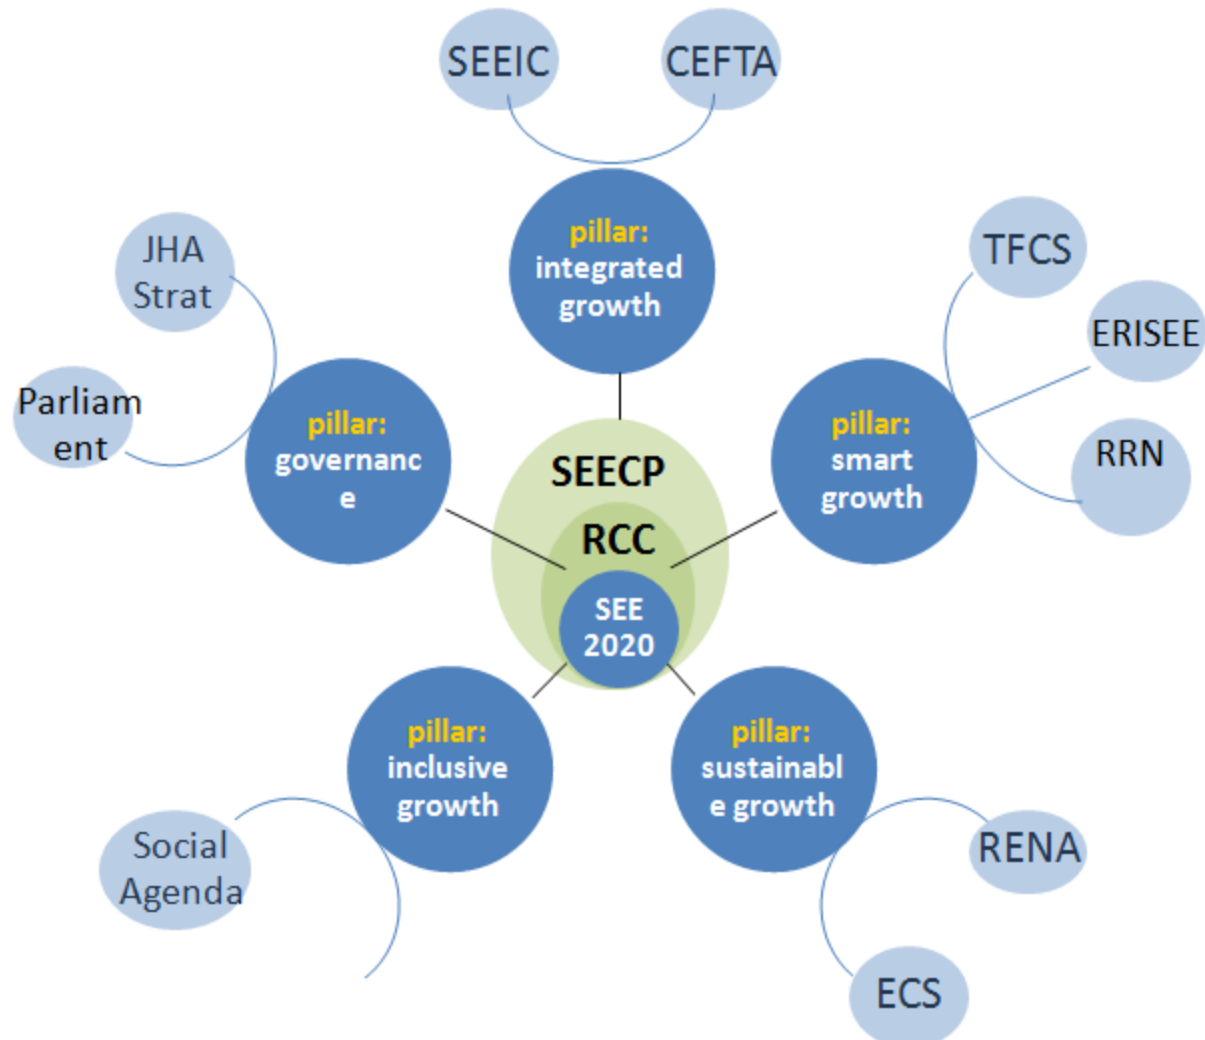 SEEIC
CEFTA
pillar:
integrated
growth
JHA
Strat
Parliam
ent
pillar:
governanc
e
TFCS
ERISEE
RRN
pillar:
smart
growth
SEECP
RCC
SEE
2020
pillar:
inclusive
growth
Social
Agenda
pillar:
sustainabl
e growth
RENA
ECS